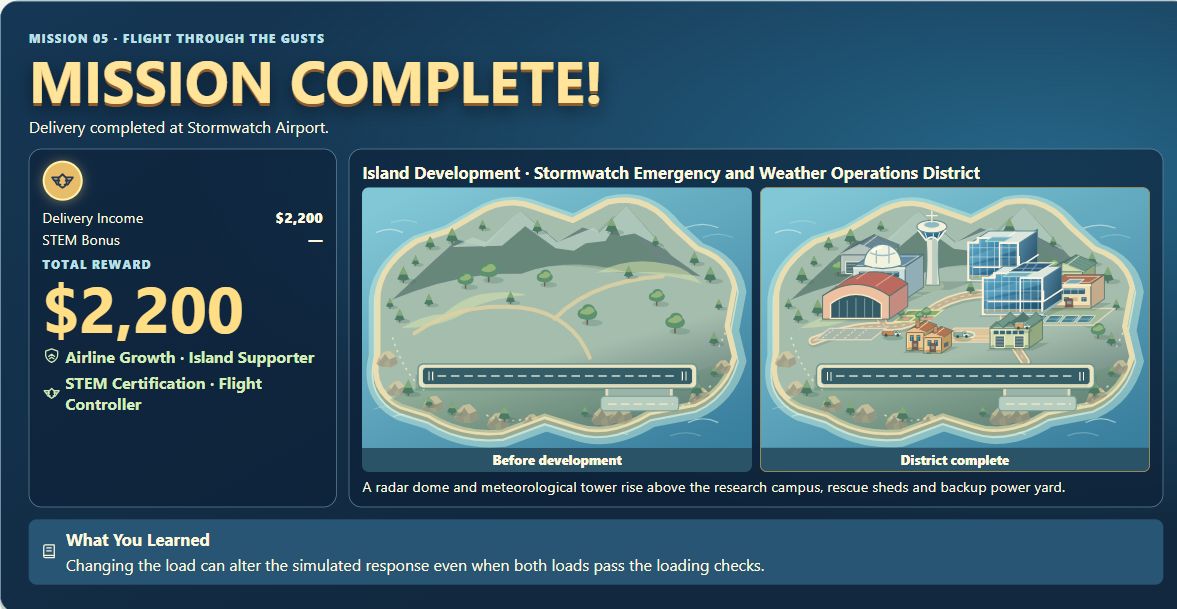 MISSION 05 · FLIGHT THROUGH THE GUSTS
MISSION COMPLETE!
Delivery completed at Stormwatch Airport.
Delivery Income $2,200
STEM Bonus —
TOTAL REWARD
$2,200
Airline Growth · Island Supporter
STEM Certification · Flight
Controller
Island Development · Stormwatch Emergency and Weather Operations District
Before development
District complete
A radar dome and meteorological tower rise above the research campus, rescue sheds and backup power yard.
What You Learned
Changing the load can alter the simulated response even when both loads pass the loading checks.